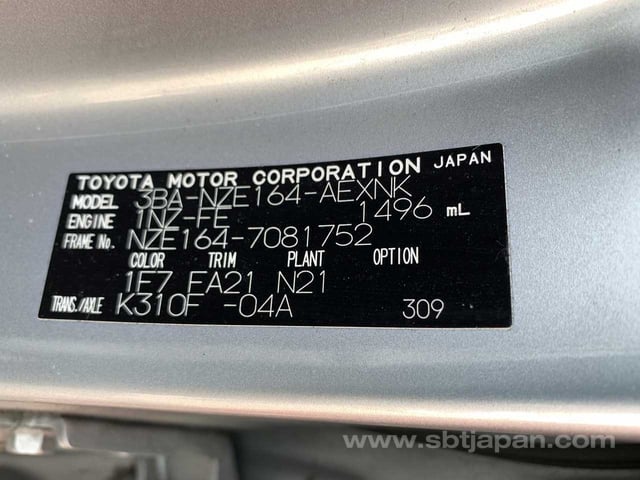 TOYOTA MOTOR CORPORATION JAPAN
MODEL 3BA-NZE164-AEXNK
ENGINE 1NZ-FE 1496 mL
FRAME No. NZE164-7081752
COLOR TRIM PLANT OPTION
1F7 FA21 N21
TRANS./AXLE K310F -04A 309
www.sbtjapan.com